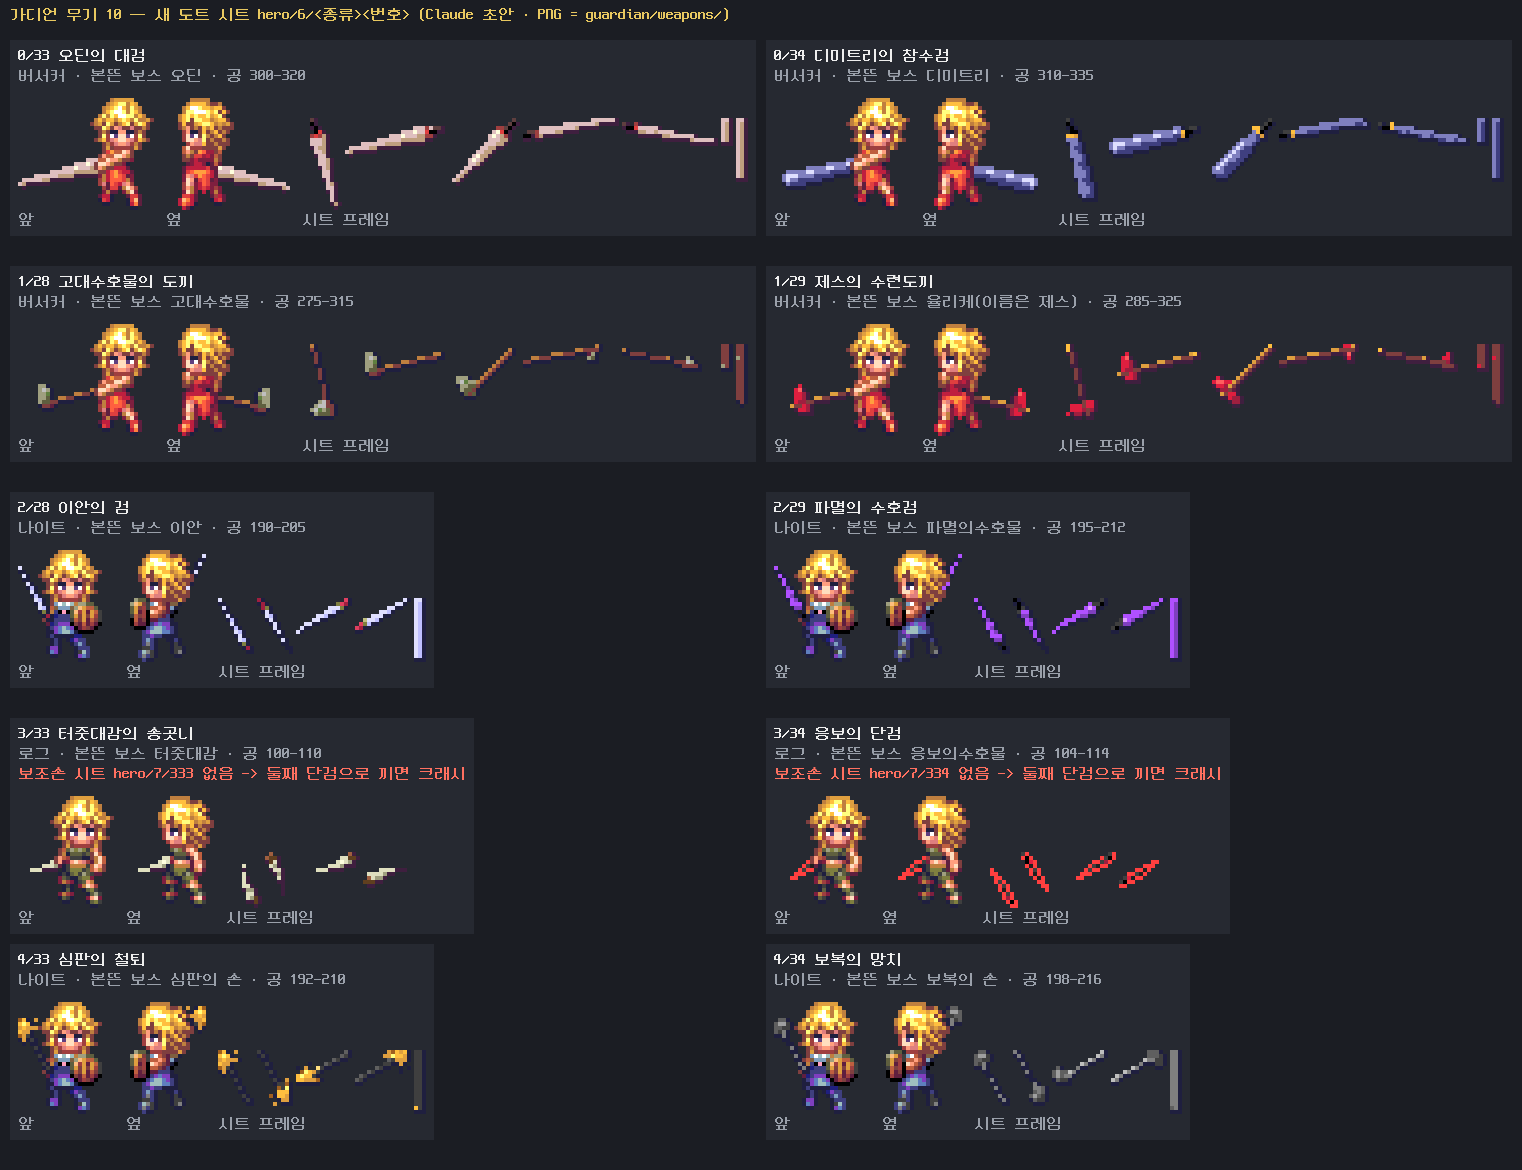 가디언 무기 10 — 새 도트 시트 hero/6/<종류><번호> (Claude 초안 · PNG = guardian/weapons/)
0/33 오딘의 대검
버서커 · 본뜬 보스 오딘 · 공 300-320
앞
옆
시트 프레임
0/34 디미트리의 참수검
버서커 · 본뜬 보스 디미트리 · 공 310-335
앞
옆
시트 프레임
1/28 고대수호물의 도끼
버서커 · 본뜬 보스 고대수호물 · 공 275-315
앞
옆
시트 프레임
1/29 제스의 수련도끼
버서커 · 본뜬 보스 율리케(이름은 제스) · 공 285-325
앞
옆
시트 프레임
2/28 이안의 검
나이트 · 본뜬 보스 이안 · 공 190-205
앞
옆
시트 프레임
2/29 파멸의 수호검
나이트 · 본뜬 보스 파멸의수호물 · 공 195-212
앞
옆
시트 프레임
3/33 터줏대감의 송곳니
로그 · 본뜬 보스 터줏대감 · 공 100-110
보조손 시트 hero/7/333 없음 -> 둘째 단검으로 끼면 크래시
앞
옆
시트 프레임
3/34 응보의 단검
로그 · 본뜬 보스 응보의수호물 · 공 104-114
보조손 시트 hero/7/334 없음 -> 둘째 단검으로 끼면 크래시
앞
옆
시트 프레임
4/33 심판의 철퇴
나이트 · 본뜬 보스 심판의 손 · 공 192-210
앞
옆
시트 프레임
4/34 보복의 망치
나이트 · 본뜬 보스 보복의 손 · 공 198-216
앞
옆
시트 프레임